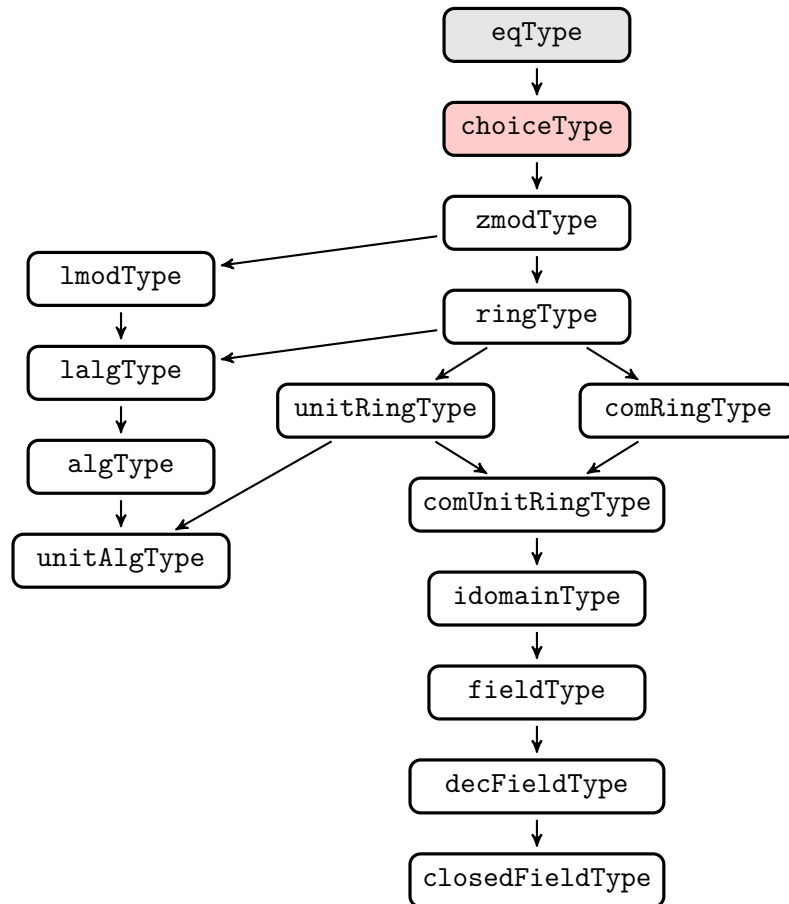 eqType
choiceType
zmodType
lmodType
ringType
lalgType
unitRingType
comRingType
algType
comUnitRingType
unitAlgType
idomainType
fieldType
decFieldType
closedFieldType